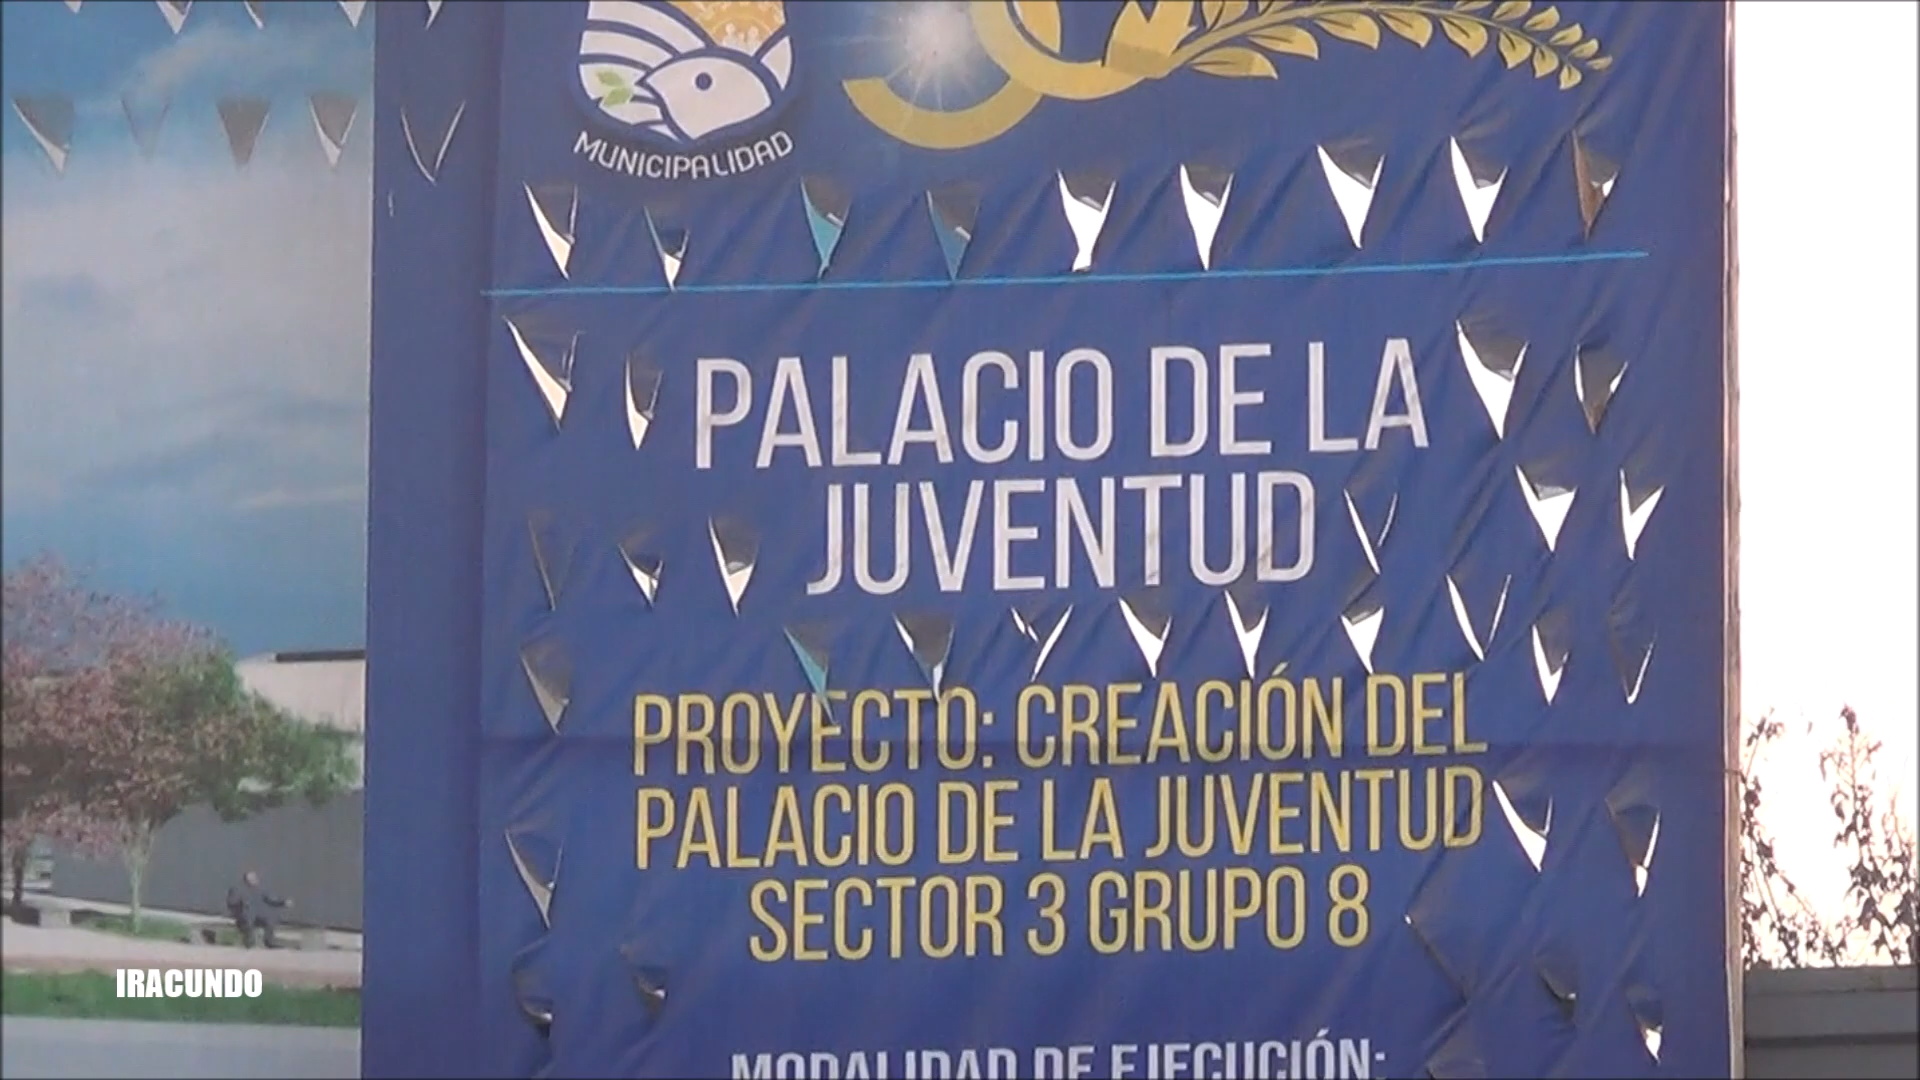 MUNICIPALIDAD
PALACIO DE LA
JUVENTUD
PROYECTO: CREACIÓN DEL
PALACIO DE LA JUVENTUD
SECTOR 3 GRUPO 8
MODALIDAD DE EJECUCIÓN:
IRACUNDO